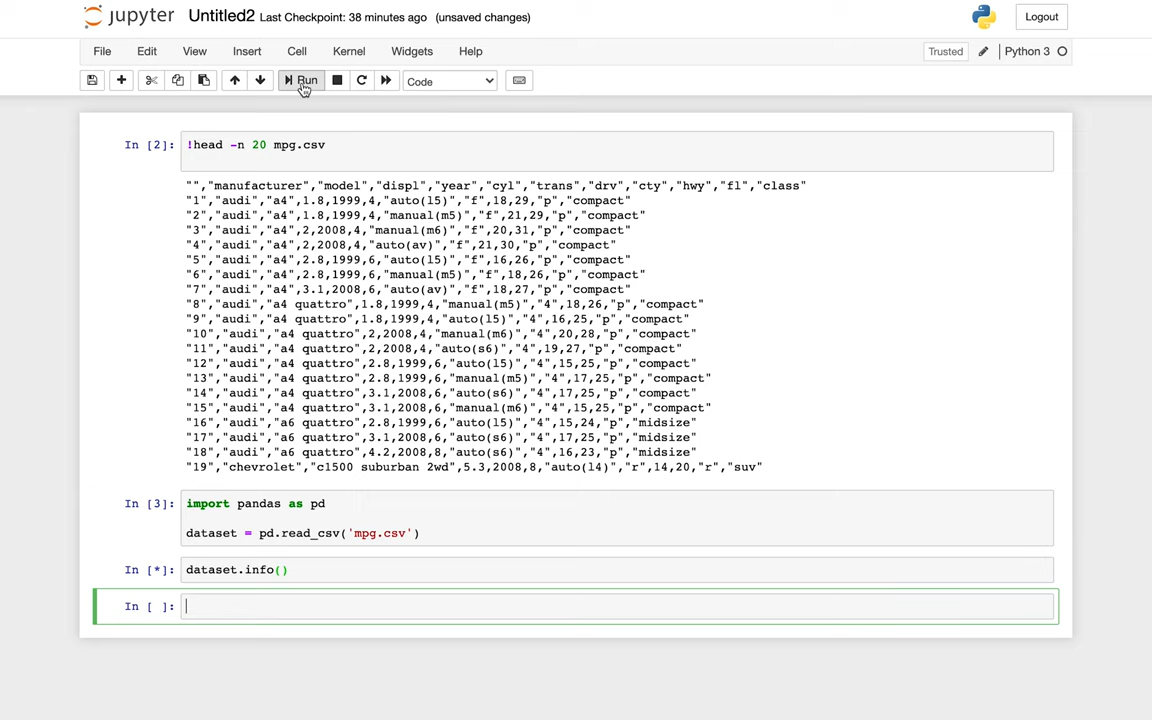 jupyter Untitled2 Last Checkpoint: 38 minutes ago (unsaved changes) Logout
File Edit View Insert Cell Kernel Widgets Help Trusted Python 3
Run Code
In [2]: !head -n 20 mpg.csv
"","manufacturer","model","displ","year","cyl","trans","drv","cty","hwy","fl","class"
"1","audi","a4",1.8,1999,4,"auto(l5)","f",18,29,"p","compact"
"2","audi","a4",1.8,1999,4,"manual(m5)","f",21,29,"p","compact"
"3","audi","a4",2,2008,4,"manual(m6)","f",20,31,"p","compact"
"4","audi","a4",2,2008,4,"auto(av)","f",21,30,"p","compact"
"5","audi","a4",2.8,1999,6,"auto(l5)","f",16,26,"p","compact"
"6","audi","a4",2.8,1999,6,"manual(m5)","f",18,26,"p","compact"
"7","audi","a4",3.1,2008,6,"auto(av)","f",18,27,"p","compact"
"8","audi","a4 quattro",1.8,1999,4,"manual(m5)","4",18,26,"p","compact"
"9","audi","a4 quattro",1.8,1999,4,"auto(l5)","4",16,25,"p","compact"
"10","audi","a4 quattro",2,2008,4,"manual(m6)","4",20,28,"p","compact"
"11","audi","a4 quattro",2,2008,4,"auto(s6)","4",19,27,"p","compact"
"12","audi","a4 quattro",2.8,1999,6,"auto(l5)","4",15,25,"p","compact"
"13","audi","a4 quattro",2.8,1999,6,"manual(m5)","4",17,25,"p","compact"
"14","audi","a4 quattro",3.1,2008,6,"auto(s6)","4",17,25,"p","compact"
"15","audi","a4 quattro",3.1,2008,6,"manual(m6)","4",15,25,"p","compact"
"16","audi","a6 quattro",2.8,1999,6,"auto(l5)","4",15,24,"p","midsize"
"17","audi","a6 quattro",3.1,2008,6,"auto(s6)","4",17,25,"p","midsize"
"18","audi","a6 quattro",4.2,2008,8,"auto(s6)","4",16,23,"p","midsize"
"19","chevrolet","c1500 suburban 2wd",5.3,2008,8,"auto(l4)","r",14,20,"r","suv"
In [3]: import pandas as pd
dataset = pd.read_csv('mpg.csv')
In [*]: dataset.info()
In [ ]: